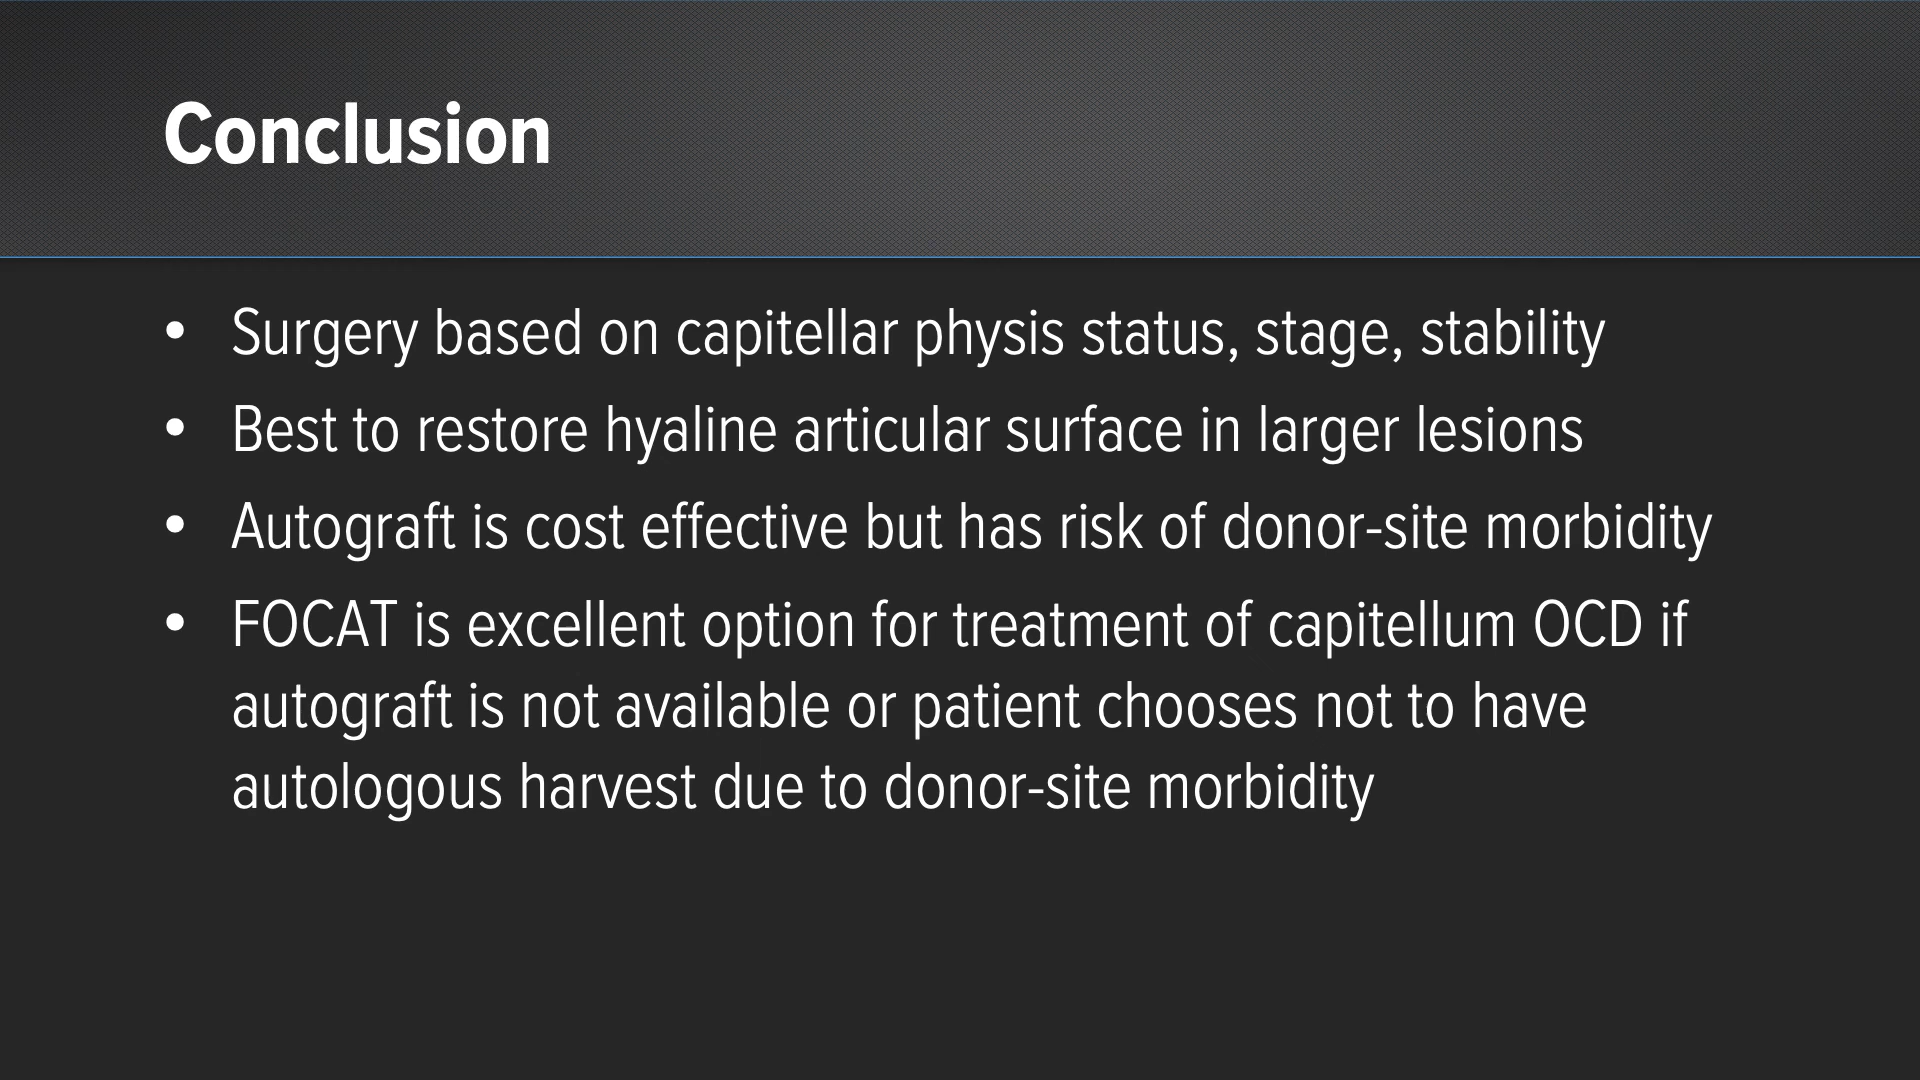 Conclusion
• Surgery based on capitellar physis status, stage, stability
• Best to restore hyaline articular surface in larger lesions
• Autograft is cost effective but has risk of donor-site morbidity
• FOCAT is excellent option for treatment of capitellum OCD if
autograft is not available or patient chooses not to have
autologous harvest due to donor-site morbidity